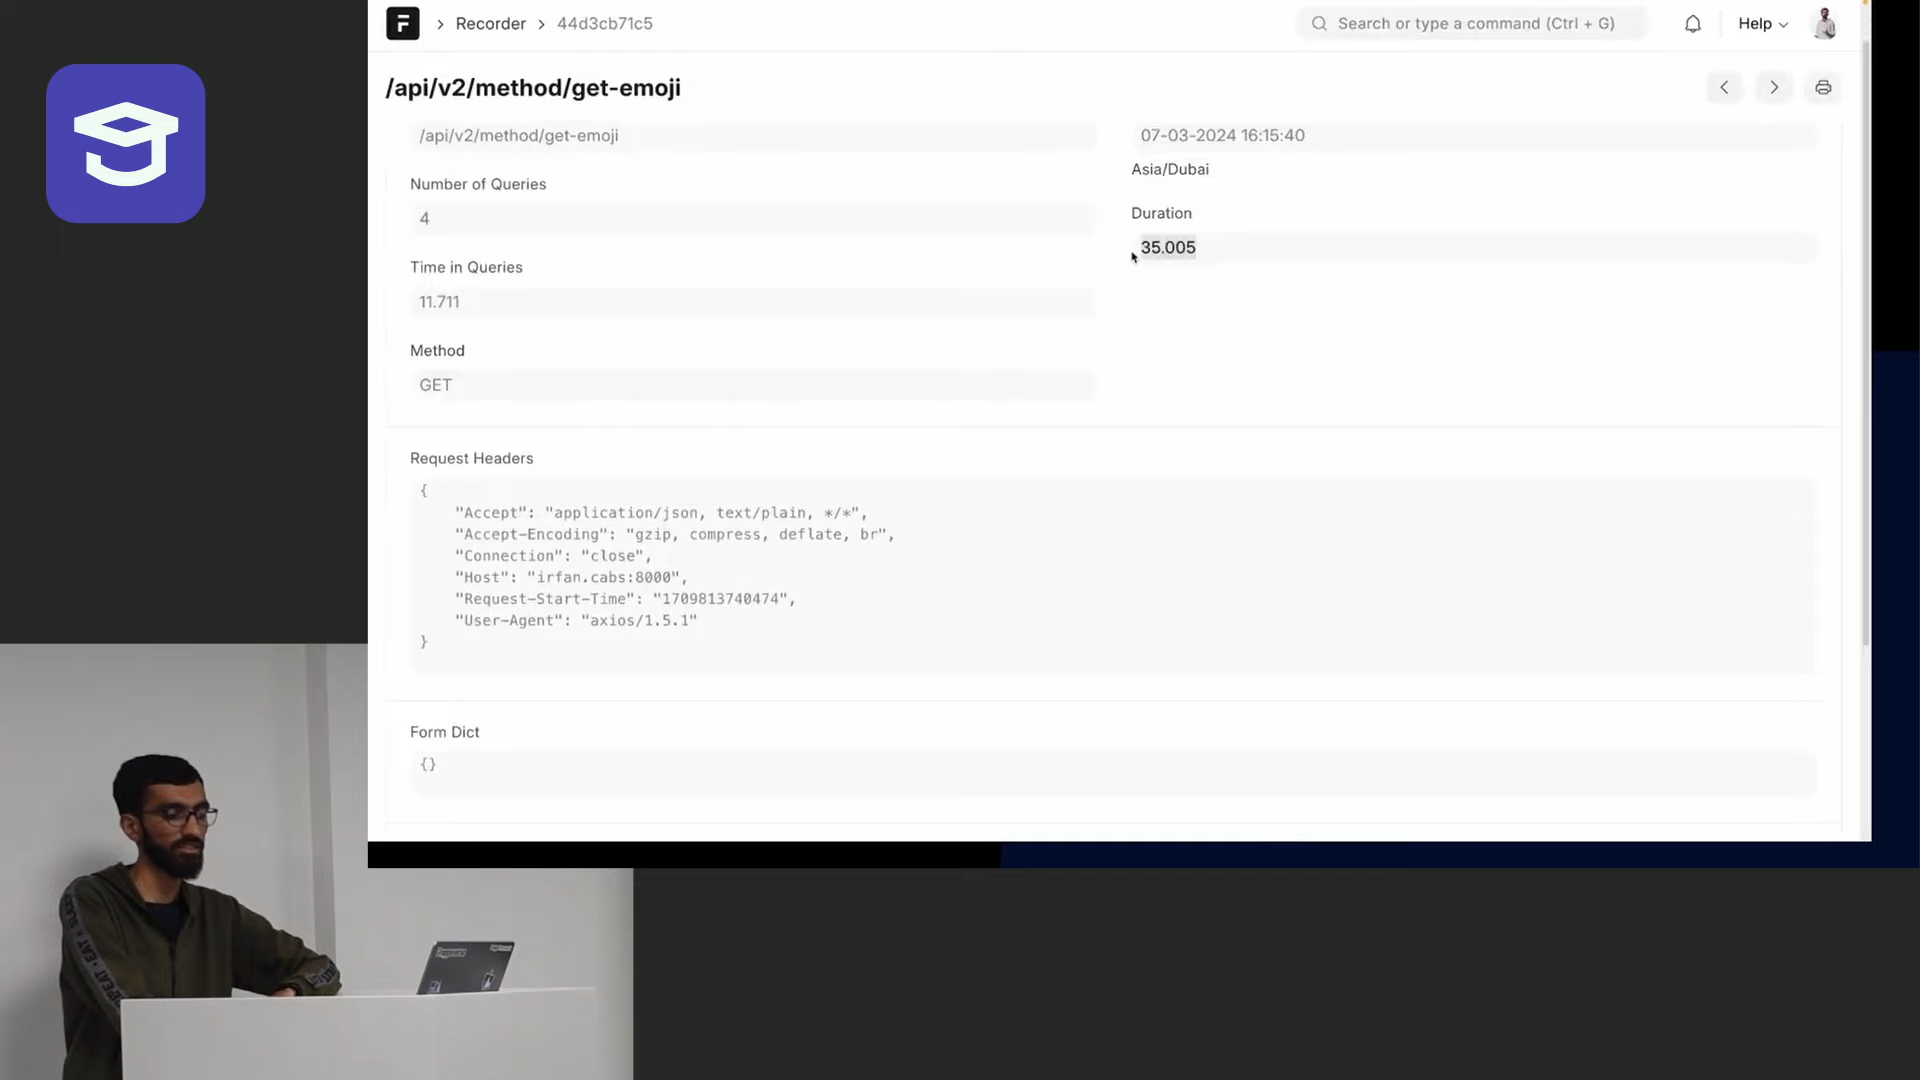 Recorder
44d3cb71c5
Search or type a command (Ctrl + G)
Help
/api/v2/method/get-emoji
/api/v2/method/get-emoji
07-03-2024 16:15:40
Asia/Dubai
Number of Queries
4
Duration
35.005
Time in Queries
11.711
Method
GET
Request Headers
{
"Accept": "application/json, text/plain, */*",
"Accept-Encoding": "gzip, compress, deflate, br",
"Connection": "close",
"Host": "irfan.cabs:8000",
"Request-Start-Time": "1709813740474",
"User-Agent": "axios/1.5.1"
}
Form Dict
{}